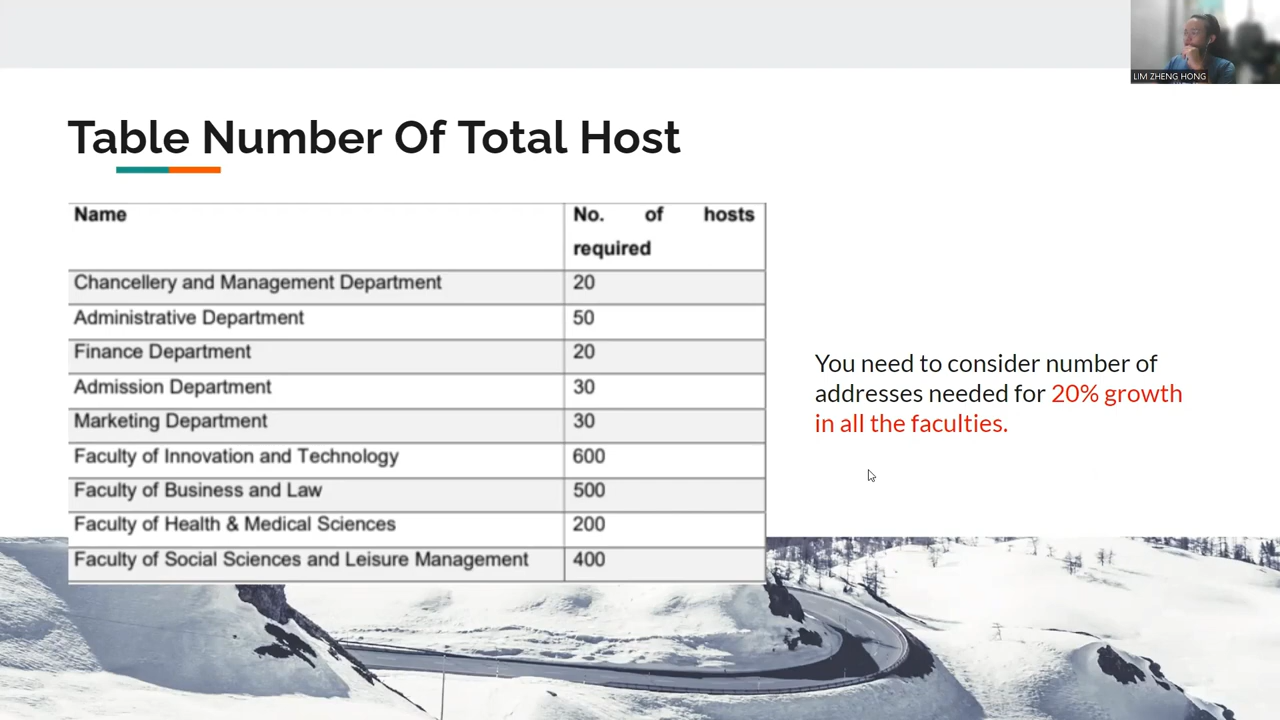 LIM ZHENG HONG
Table Number Of Total Host
Name No. of hosts
required
Chancellery and Management Department 20
Administrative Department 50
Finance Department 20
Admission Department 30
Marketing Department 30
Faculty of Innovation and Technology 600
Faculty of Business and Law 500
Faculty of Health & Medical Sciences 200
Faculty of Social Sciences and Leisure Management 400
You need to consider number of
addresses needed for 20% growth
in all the faculties.